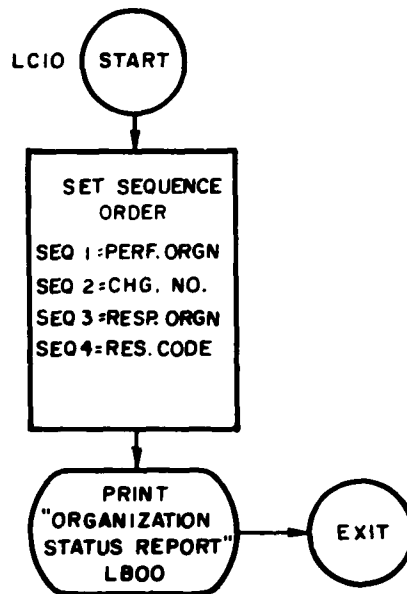 LC10
START
SET SEQUENCE
ORDER
SEQ 1=PERF. ORGN
SEQ 2=CHG. NO.
SEQ 3=RESP. ORGN
SEQ 4=RES. CODE
PRINT
"ORGANIZATION
STATUS REPORT"
LB00
EXIT